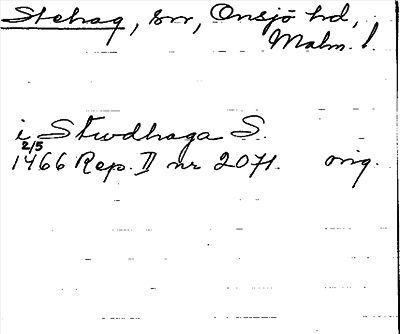 Stehag, sn, Onsjö hd,
Malm. l.
i Stwdhaga S.
2/5
1466 Rep. II nr 2071. orig.